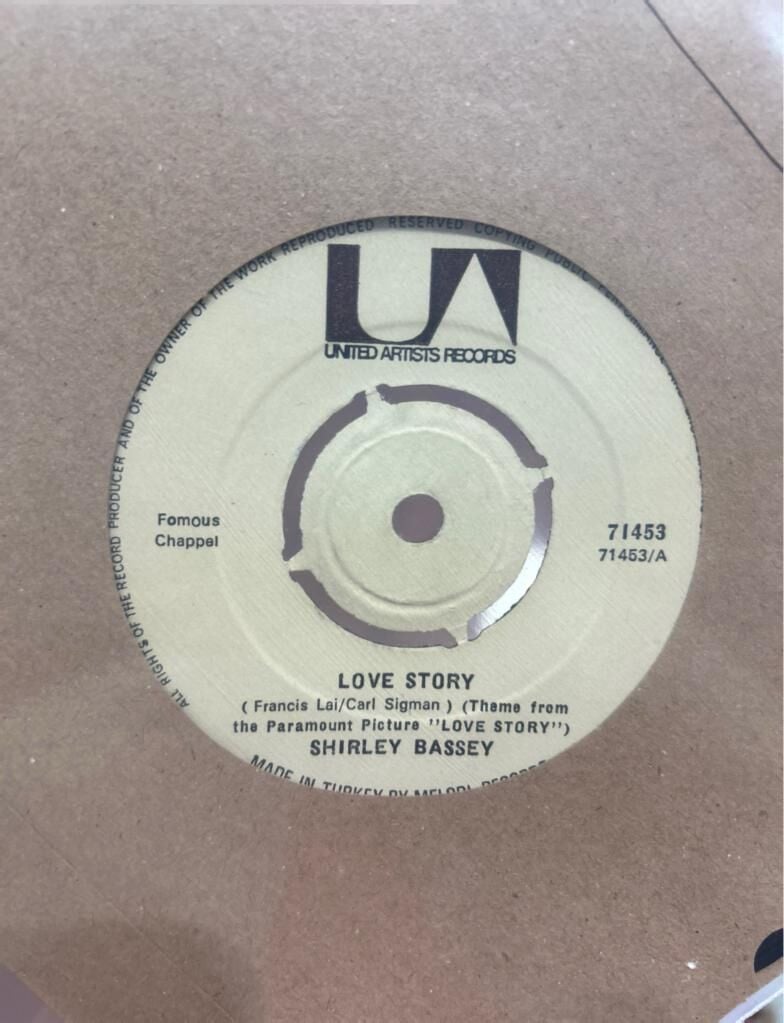 ALL RIGHTS OF THE RECORD PRODUCER AND OF THE OWNER OF THE WORK REPRODUCED RESERVED COPYING PUBLIC
UNITED ARTISTS RECORDS
Fomous
Chappel
71453
71453/A
LOVE STORY
( Francis Lai/Carl Sigman ) (Theme from
the Paramount Picture "LOVE STORY")
SHIRLEY BASSEY
MADE IN TURKEY BY MELODI RECORDS